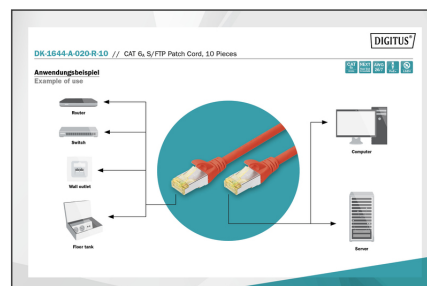 DIGITUS®
DK-1644-A-020-R-10 // CAT 6A S/FTP Patch Cord, 10 Pieces
Anwendungsbeispiel
Example of use
Router
Switch
Wall outlet
Floor tank
Computer
Server